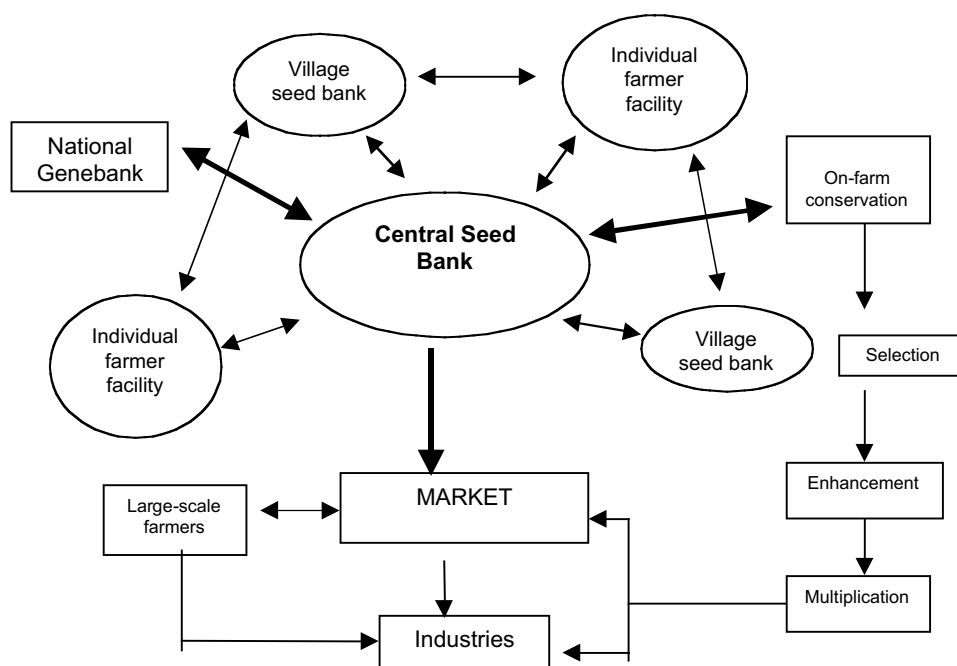 Village
seed bank
Individual
farmer
facility
National
Genebank
On-farm
conservation
Central Seed
Bank
Individual
farmer
facility
Village
seed bank
Selection
Enhancement
Large-scale
farmers
MARKET
Multiplication
Industries